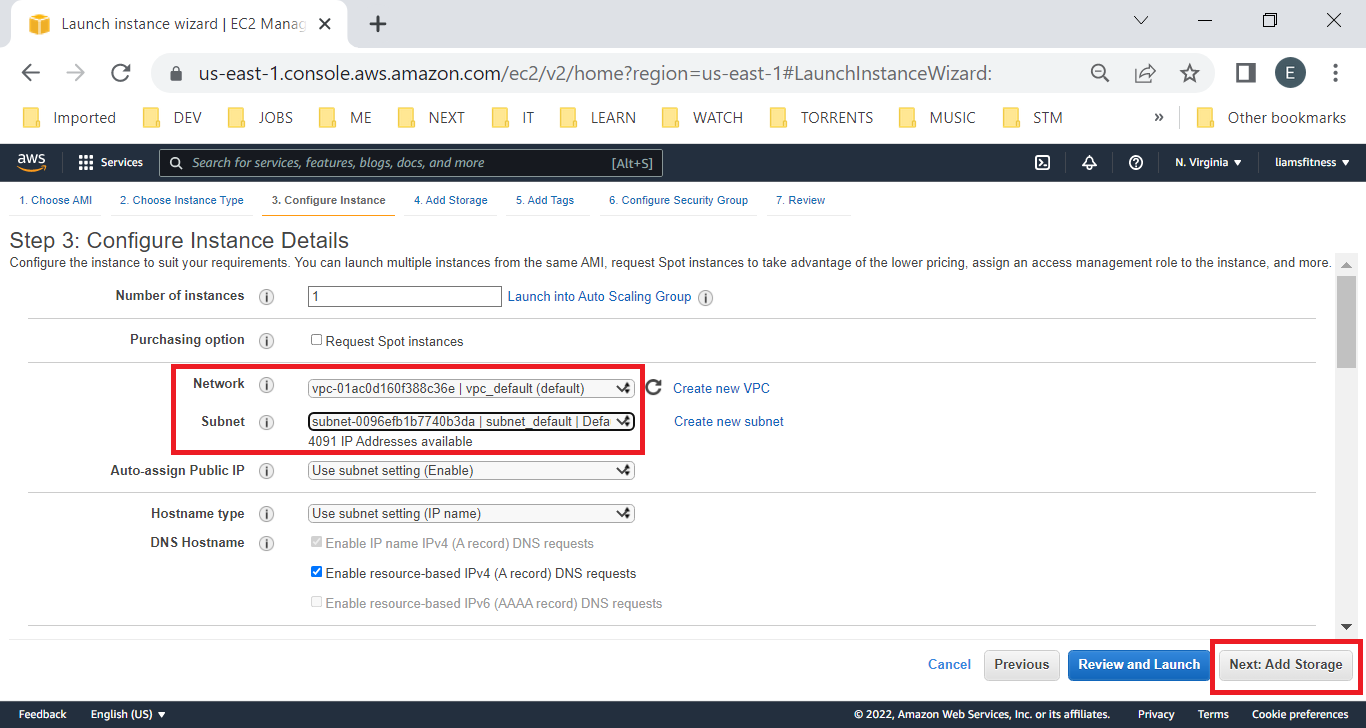 Launch instance wizard | EC2 Manag
us-east-1.console.aws.amazon.com/ec2/v2/home?region=us-east-1#LaunchInstanceWizard:
E
Imported DEV JOBS ME NEXT IT LEARN WATCH TORRENTS MUSIC STM » Other bookmarks
aws Services Search for services, features, blogs, docs, and more [Alt+S] N. Virginia liamsfitness
1. Choose AMI 2. Choose Instance Type 3. Configure Instance 4. Add Storage 5. Add Tags 6. Configure Security Group 7. Review
Step 3: Configure Instance Details
Configure the instance to suit your requirements. You can launch multiple instances from the same AMI, request Spot instances to take advantage of the lower pricing, assign an access management role to the instance, and more.
Number of instances 1 Launch into Auto Scaling Group
Purchasing option Request Spot instances
Network vpc-01ac0d160f388c36e | vpc_default (default) Create new VPC
Subnet subnet-0096efb1b7740b3da | subnet_default | Defa Create new subnet
4091 IP Addresses available
Auto-assign Public IP Use subnet setting (Enable)
Hostname type Use subnet setting (IP name)
DNS Hostname Enable IP name IPv4 (A record) DNS requests
Enable resource-based IPv4 (A record) DNS requests
Enable resource-based IPv6 (AAAA record) DNS requests
Cancel Previous Review and Launch Next: Add Storage
Feedback English (US) © 2022, Amazon Web Services, Inc. or its affiliates. Privacy Terms Cookie preferences